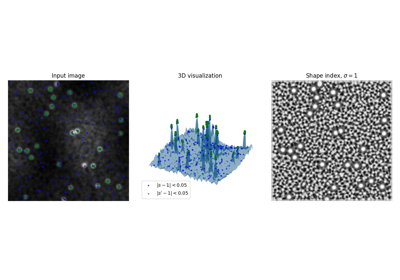 Input image
3D visualization
Shape index, σ = 1
|s − 1| < 0.05
|s' − 1| < 0.05